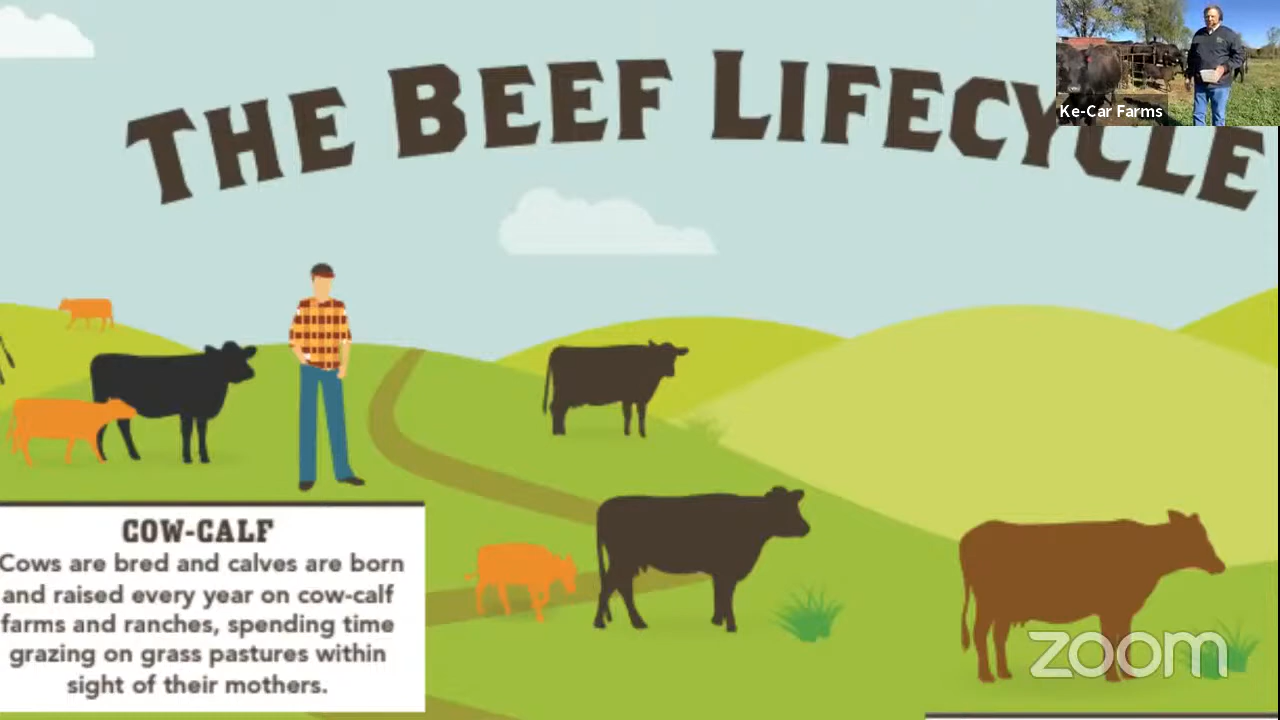 THE BEEF LIFECYCLE
Ke-Car Farms
COW-CALF
Cows are bred and calves are born
and raised every year on cow-calf
farms and ranches, spending time
grazing on grass pastures within
sight of their mothers.
zoom